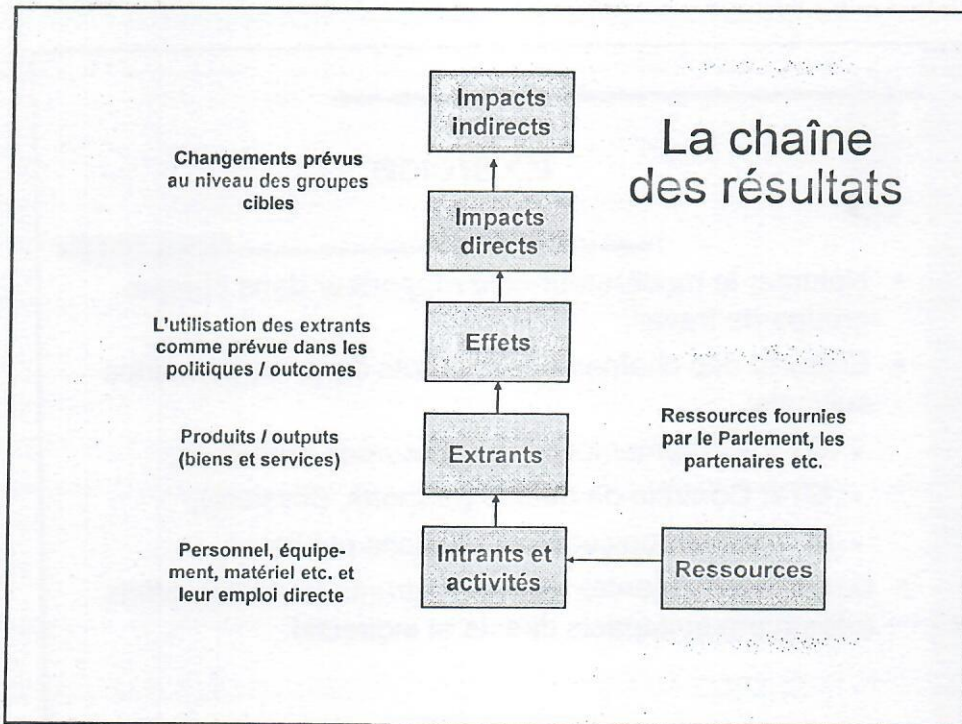 La chaîne
des résultats
Impacts
indirects
Changements prévus
au niveau des groupes
cibles
Impacts
directs
L'utilisation des extrants
comme prévue dans les
politiques / outcomes
Effets
Produits / outputs
(biens et services)
Extrants
Ressources fournies
par le Parlement, les
partenaires etc.
Personnel, équipe-
ment, matériel etc. et
leur emploi directe
Intrants et
activités
Ressources